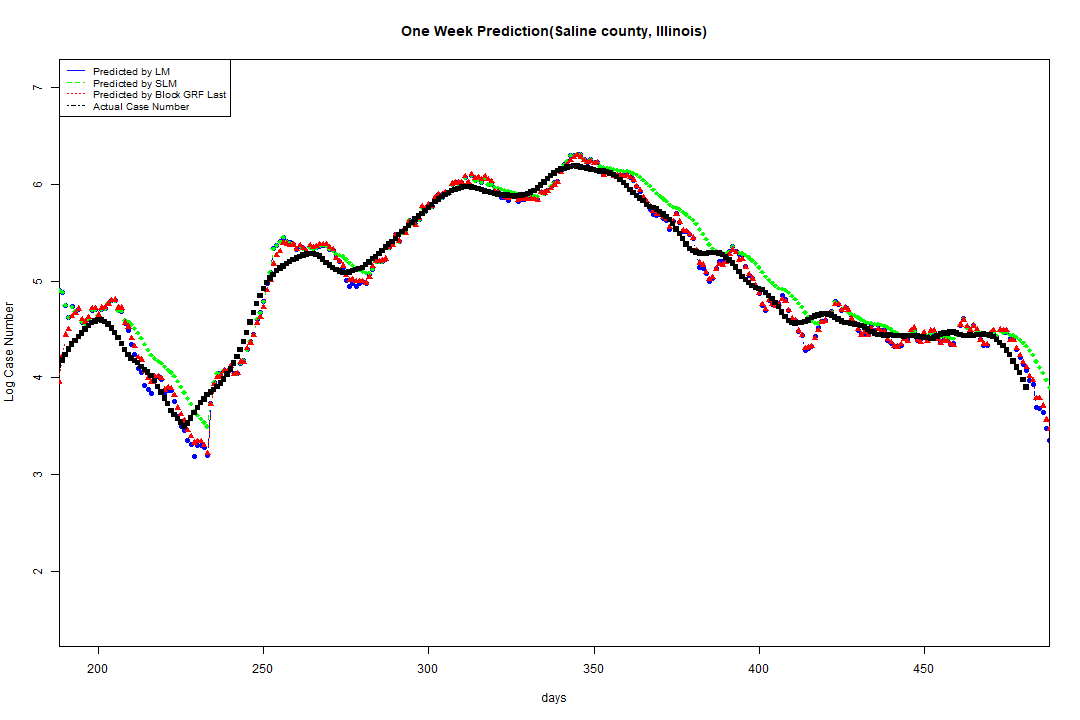 One Week Prediction(Saline county, Illinois)
Predicted by LM
Predicted by SLM
Predicted by Block GRF Last
Actual Case Number
Log Case Number
7
6
5
4
3
2
200 250 300 350 400 450
days